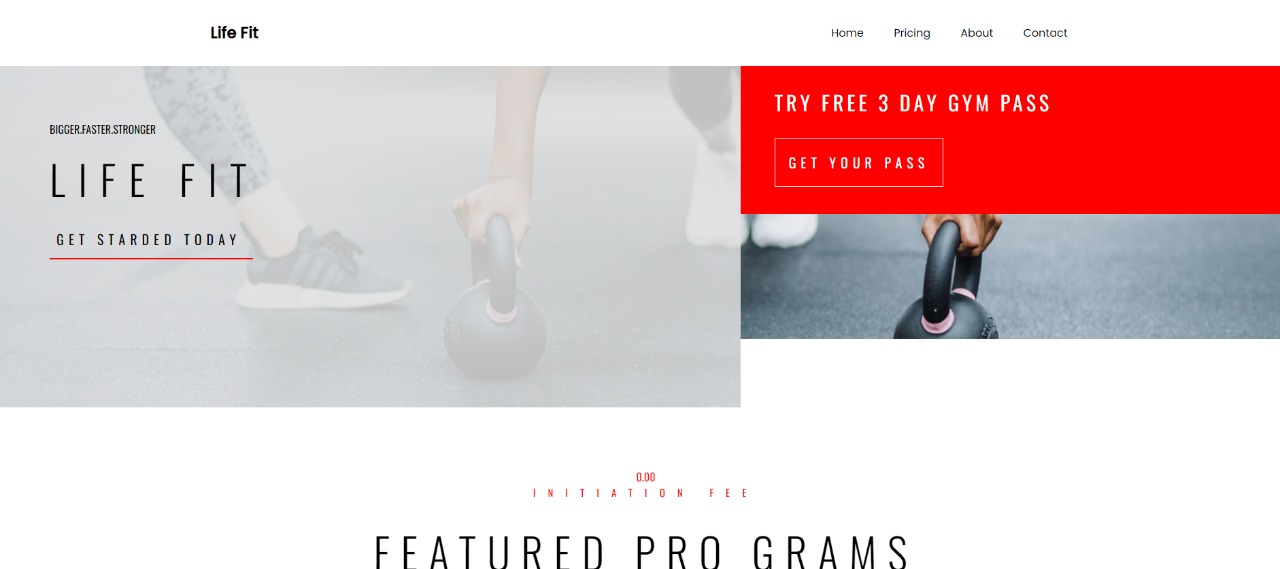 Life Fit
Home Pricing About Contact
BIGGER.FASTER.STRONGER
LIFE FIT
GET STARDED TODAY
TRY FREE 3 DAY GYM PASS
GET YOUR PASS
0.00
INITIATION FEE
FEATURED PRO GRAMS